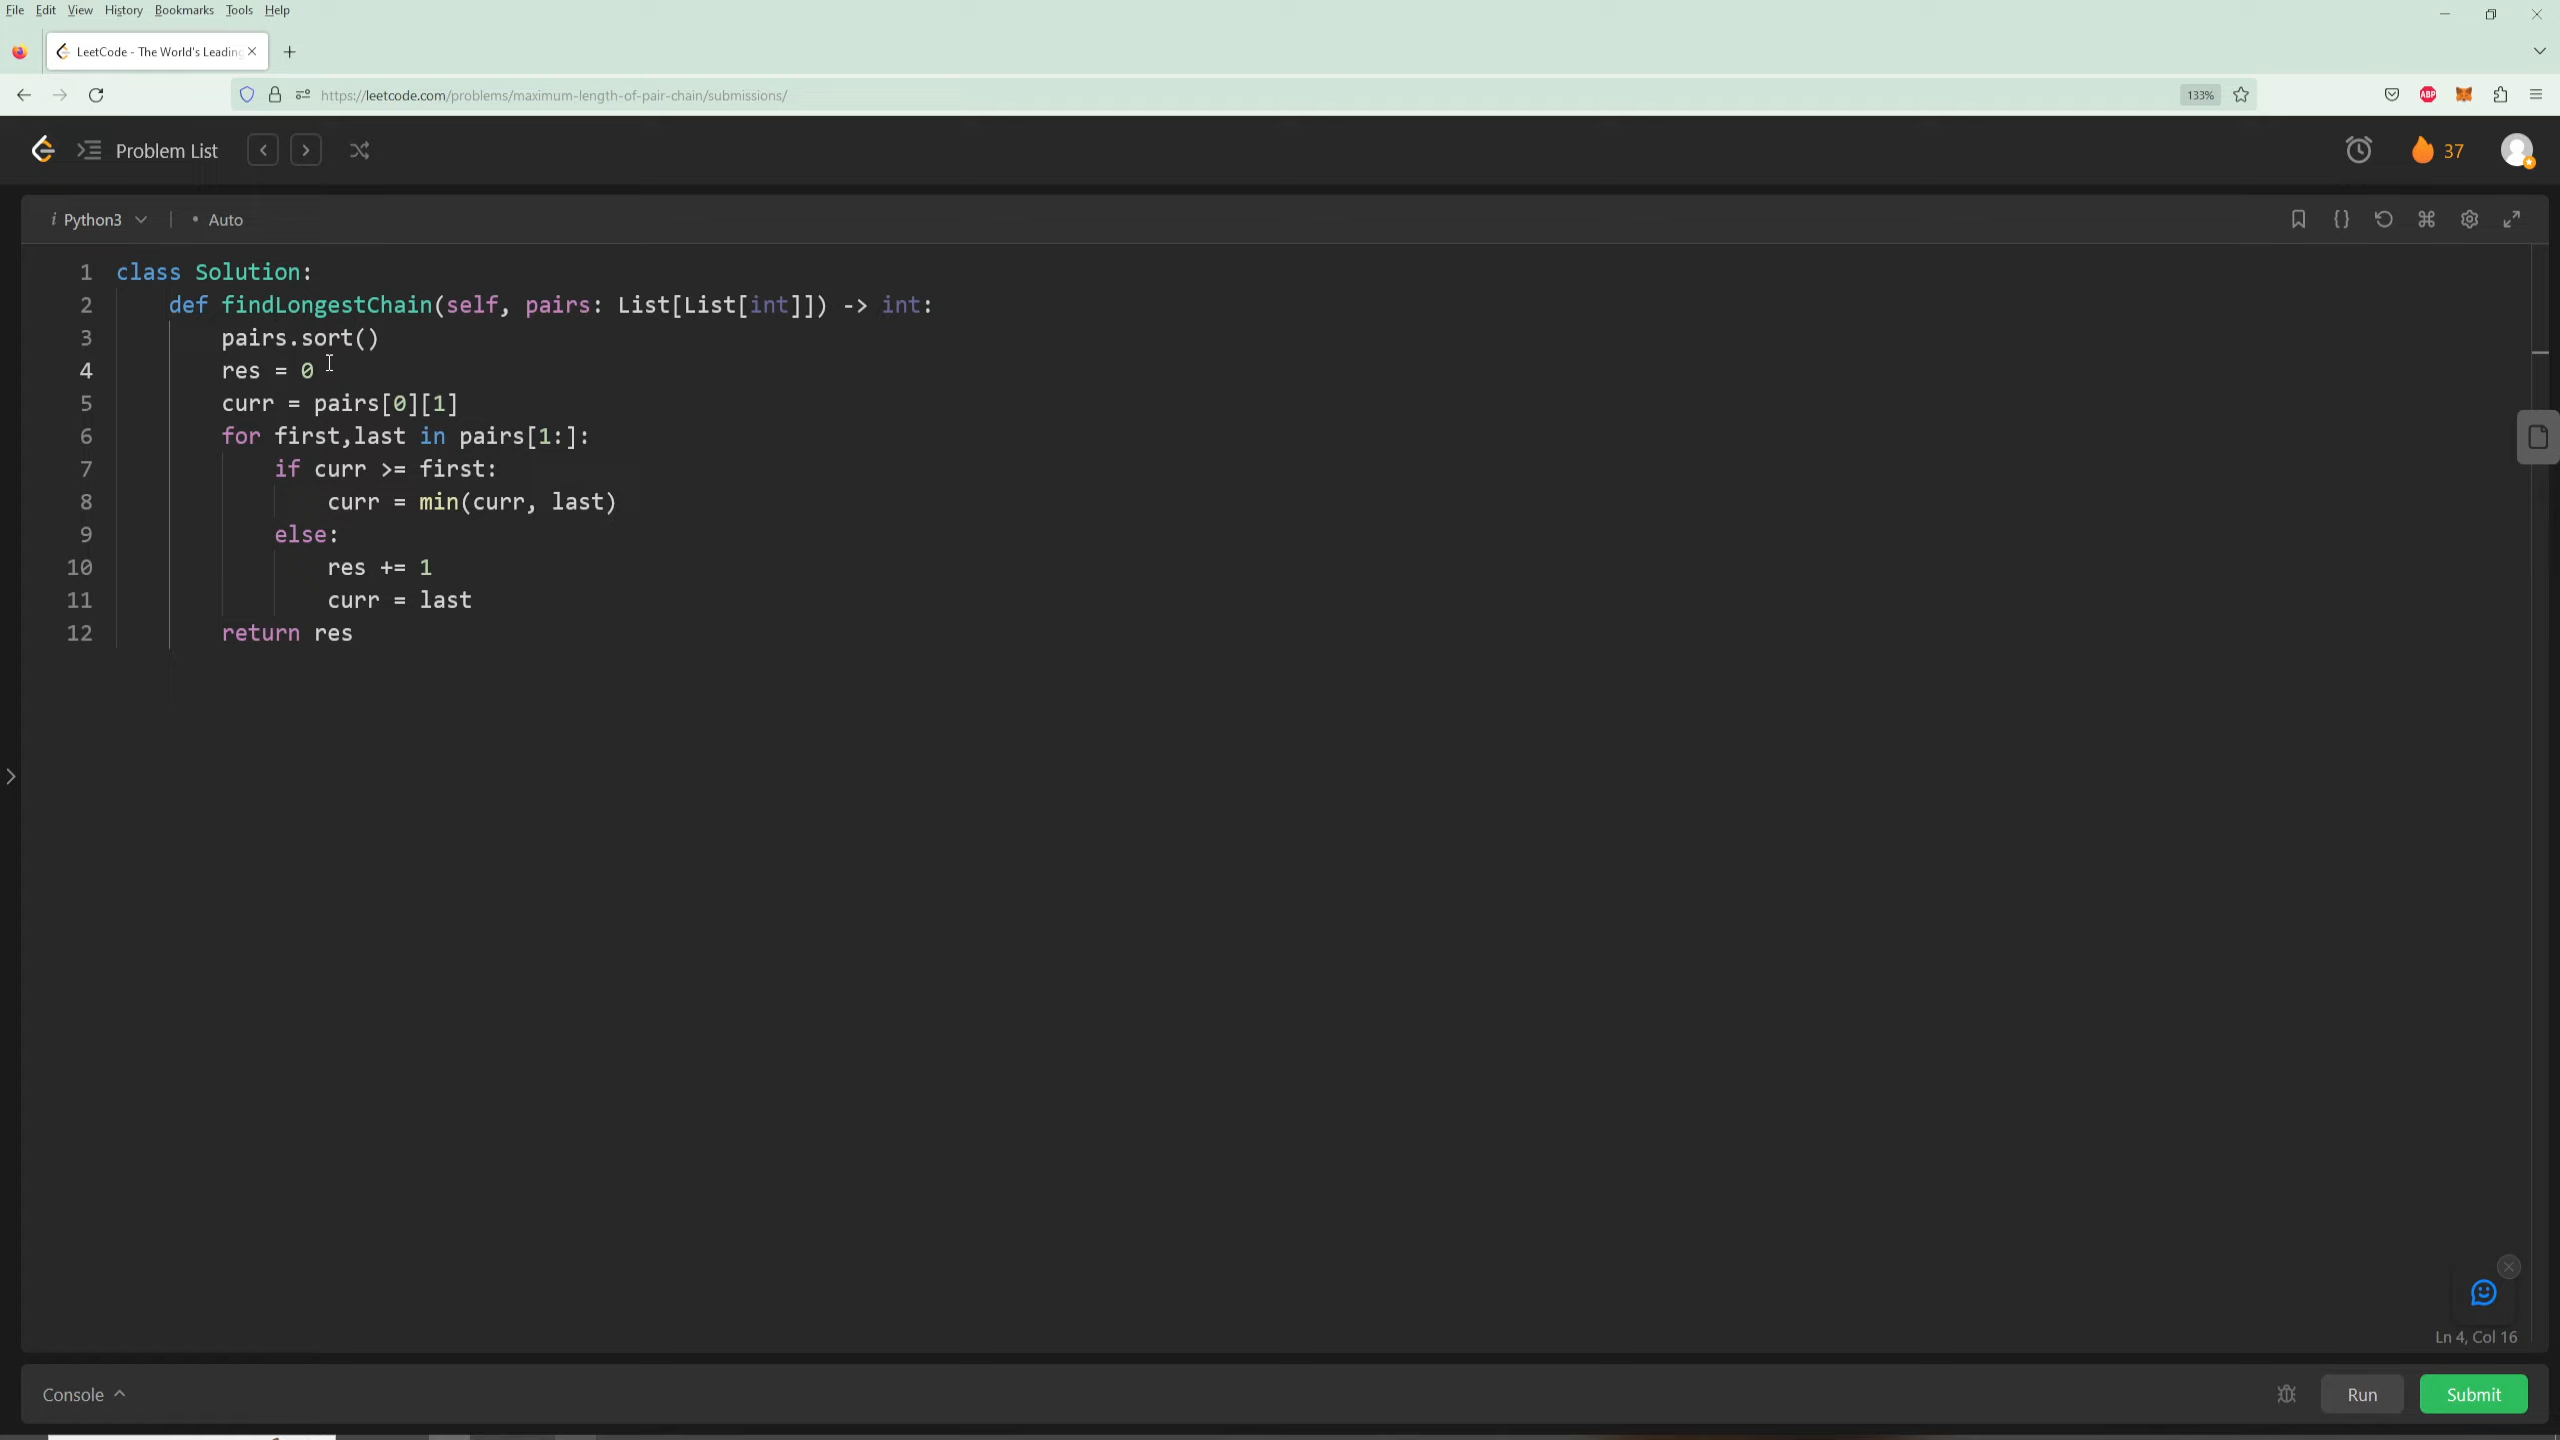 File Edit View History Bookmarks Tools Help
LeetCode - The World's Leading
https://leetcode.com/problems/maximum-length-of-pair-chain/submissions/ 133% ABP
Problem List 37
i Python3 | • Auto
1 class Solution:
2     def findLongestChain(self, pairs: List[List[int]]) -> int:
3         pairs.sort()
4         res = 0
5         curr = pairs[0][1]
6         for first,last in pairs[1:]:
7             if curr >= first:
8                 curr = min(curr, last)
9             else:
10                 res += 1
11                 curr = last
12         return res
Ln 4, Col 16
Console Run Submit